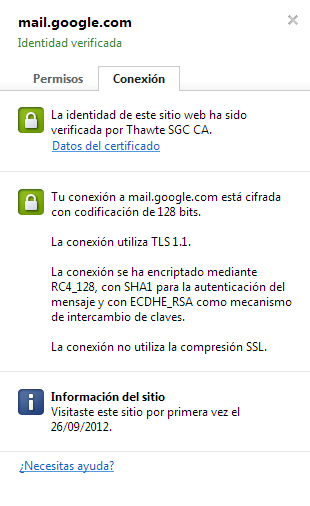 mail.google.com
Identidad verificada
Permisos
Conexión
La identidad de este sitio web ha sido
verificada por Thawte SGC CA.
Datos del certificado
Tu conexión a mail.google.com está cifrada
con codificación de 128 bits.
La conexión utiliza TLS 1.1.
La conexión se ha encriptado mediante
RC4_128, con SHA1 para la autenticación del
mensaje y con ECDHE_RSA como mecanismo
de intercambio de claves.
La conexión no utiliza la compresión SSL.
Información del sitio
Visitaste este sitio por primera vez el
26/09/2012.
¿Necesitas ayuda?